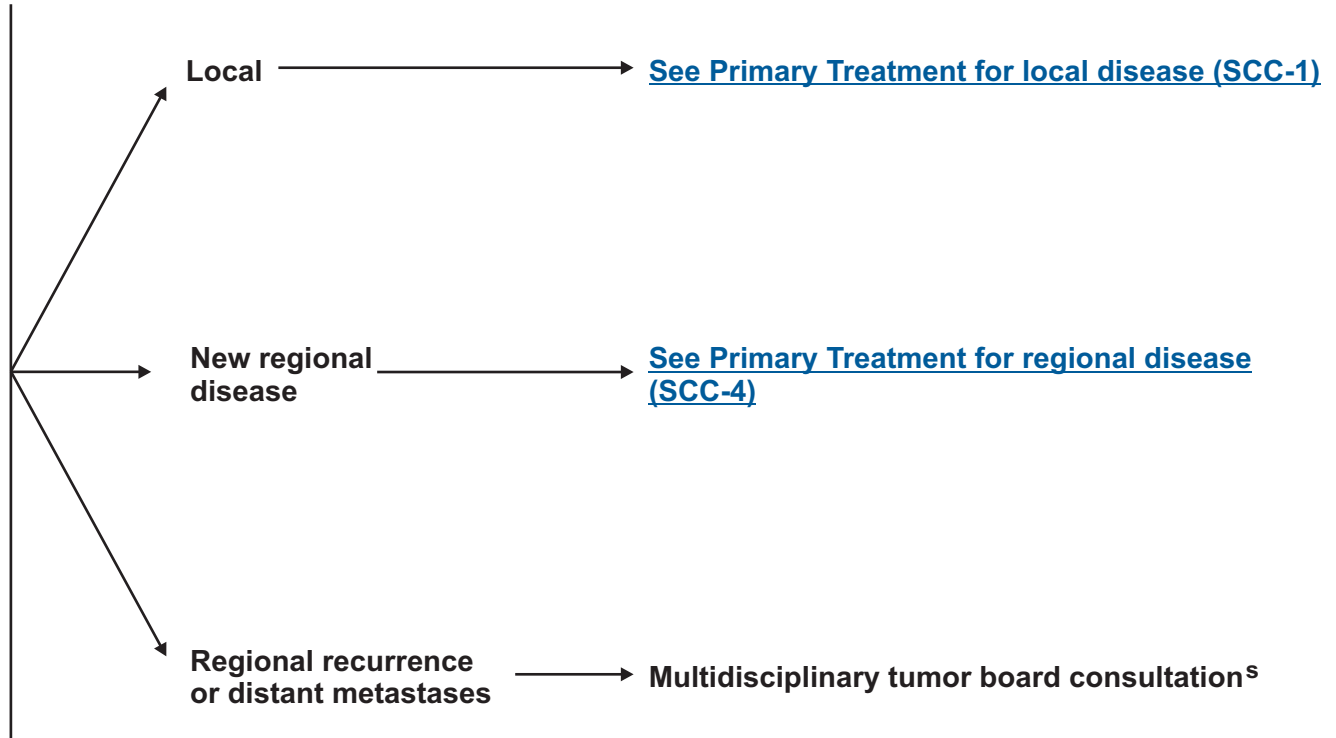 Local
See Primary Treatment for local disease (SCC-1)
New regional
disease
See Primary Treatment for regional disease
(SCC-4)
Regional recurrence
or distant metastases
Multidisciplinary tumor board consultationˢ